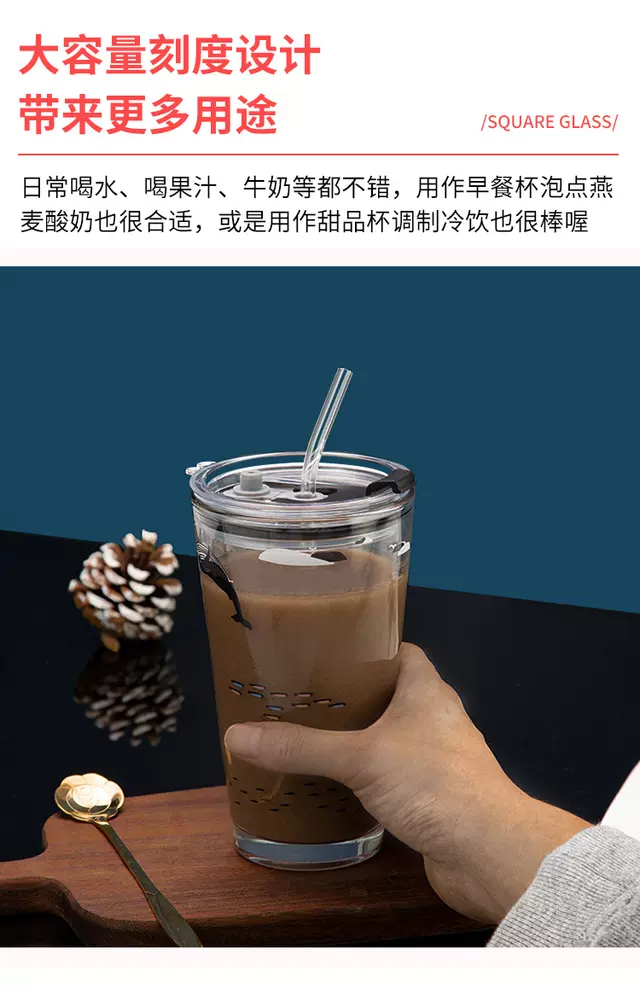 大容量刻度设计
带来更多用途
/SQUARE GLASS/
日常喝水、喝果汁、牛奶等都不错，用作早餐杯泡点燕
麦酸奶也很合适，或是用作甜品杯调制冷饮也很棒喔